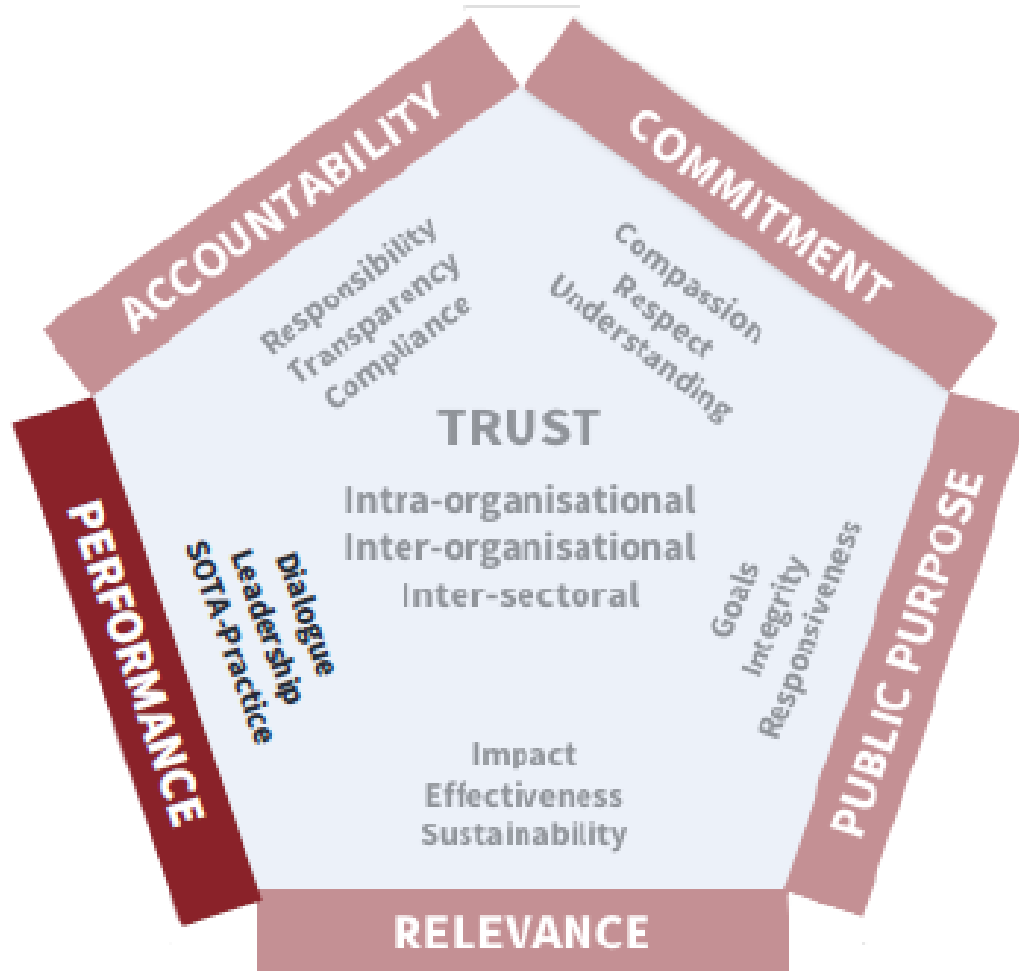 ACCOUNTABILITY
Responsibility
Transparency
Compliance
COMMITMENT
Compassion
Respect
Understanding
TRUST
Intra-organisational
Inter-organisational
Inter-sectoral
PERFORMANCE
Dialogue
Leadership
SOTA-Practice
PUBLIC PURPOSE
Goals
Integrity
Responsiveness
Impact
Effectiveness
Sustainability
RELEVANCE